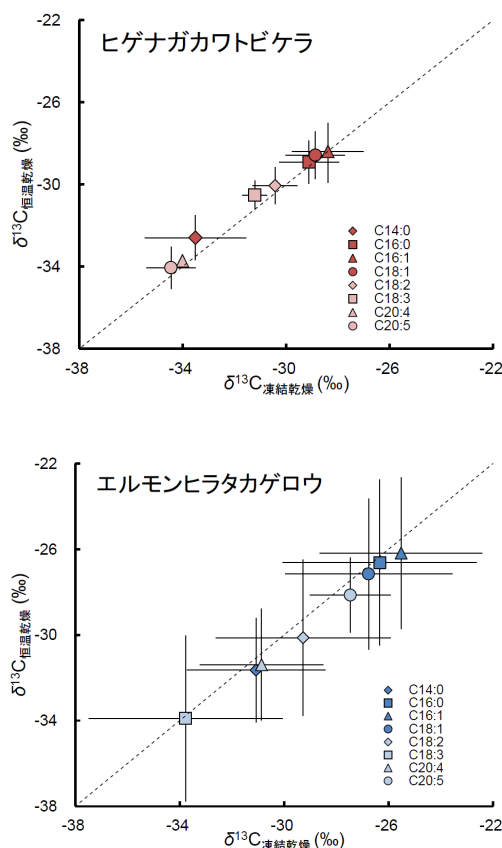 ヒゲナガカワトビケラ
-22
-26
-30
-34
-38
δ¹³C恒温乾燥 (‰)
C14:0
C16:0
C16:1
C18:1
C18:2
C18:3
C20:4
C20:5
-38 -34 -30 -26 -22
δ¹³C凍結乾燥 (‰)
エルモンヒラタカゲロウ
-22
-26
-30
-34
-38
δ¹³C恒温乾燥 (‰)
C14:0
C16:0
C16:1
C18:1
C18:2
C18:3
C20:4
C20:5
-38 -34 -30 -26 -22
δ¹³C凍結乾燥 (‰)